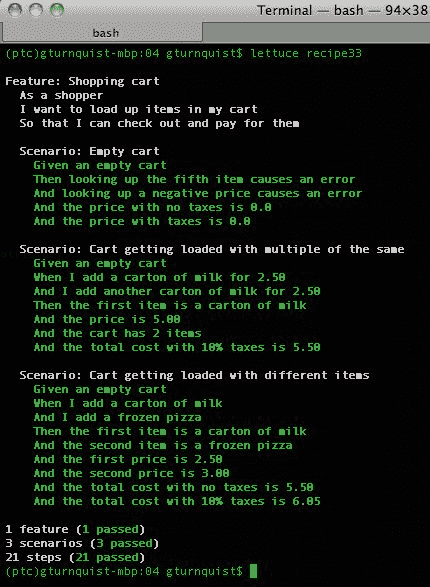 Terminal — bash — 94×38
bash
(ptc)gturnquist-mbp:04 gturnquist$ lettuce recipe33
Feature: Shopping cart
As a shopper
I want to load up items in my cart
So that I can check out and pay for them
Scenario: Empty cart
Given an empty cart
Then looking up the fifth item causes an error
And looking up a negative price causes an error
And the price with no taxes is 0.0
And the price with taxes is 0.0
Scenario: Cart getting loaded with multiple of the same
Given an empty cart
When I add a carton of milk for 2.50
And I add another carton of milk for 2.50
Then the first item is a carton of milk
And the price is 5.00
And the cart has 2 items
And the total cost with 10% taxes is 5.50
Scenario: Cart getting loaded with different items
Given an empty cart
When I add a carton of milk
And I add a frozen pizza
Then the first item is a carton of milk
And the second item is a frozen pizza
And the first price is 2.50
And the second price is 3.00
And the total cost with no taxes is 5.50
And the total cost with 10% taxes is 6.05
1 feature (1 passed)
3 scenarios (3 passed)
21 steps (21 passed)
(ptc)gturnquist-mbp:04 gturnquist$